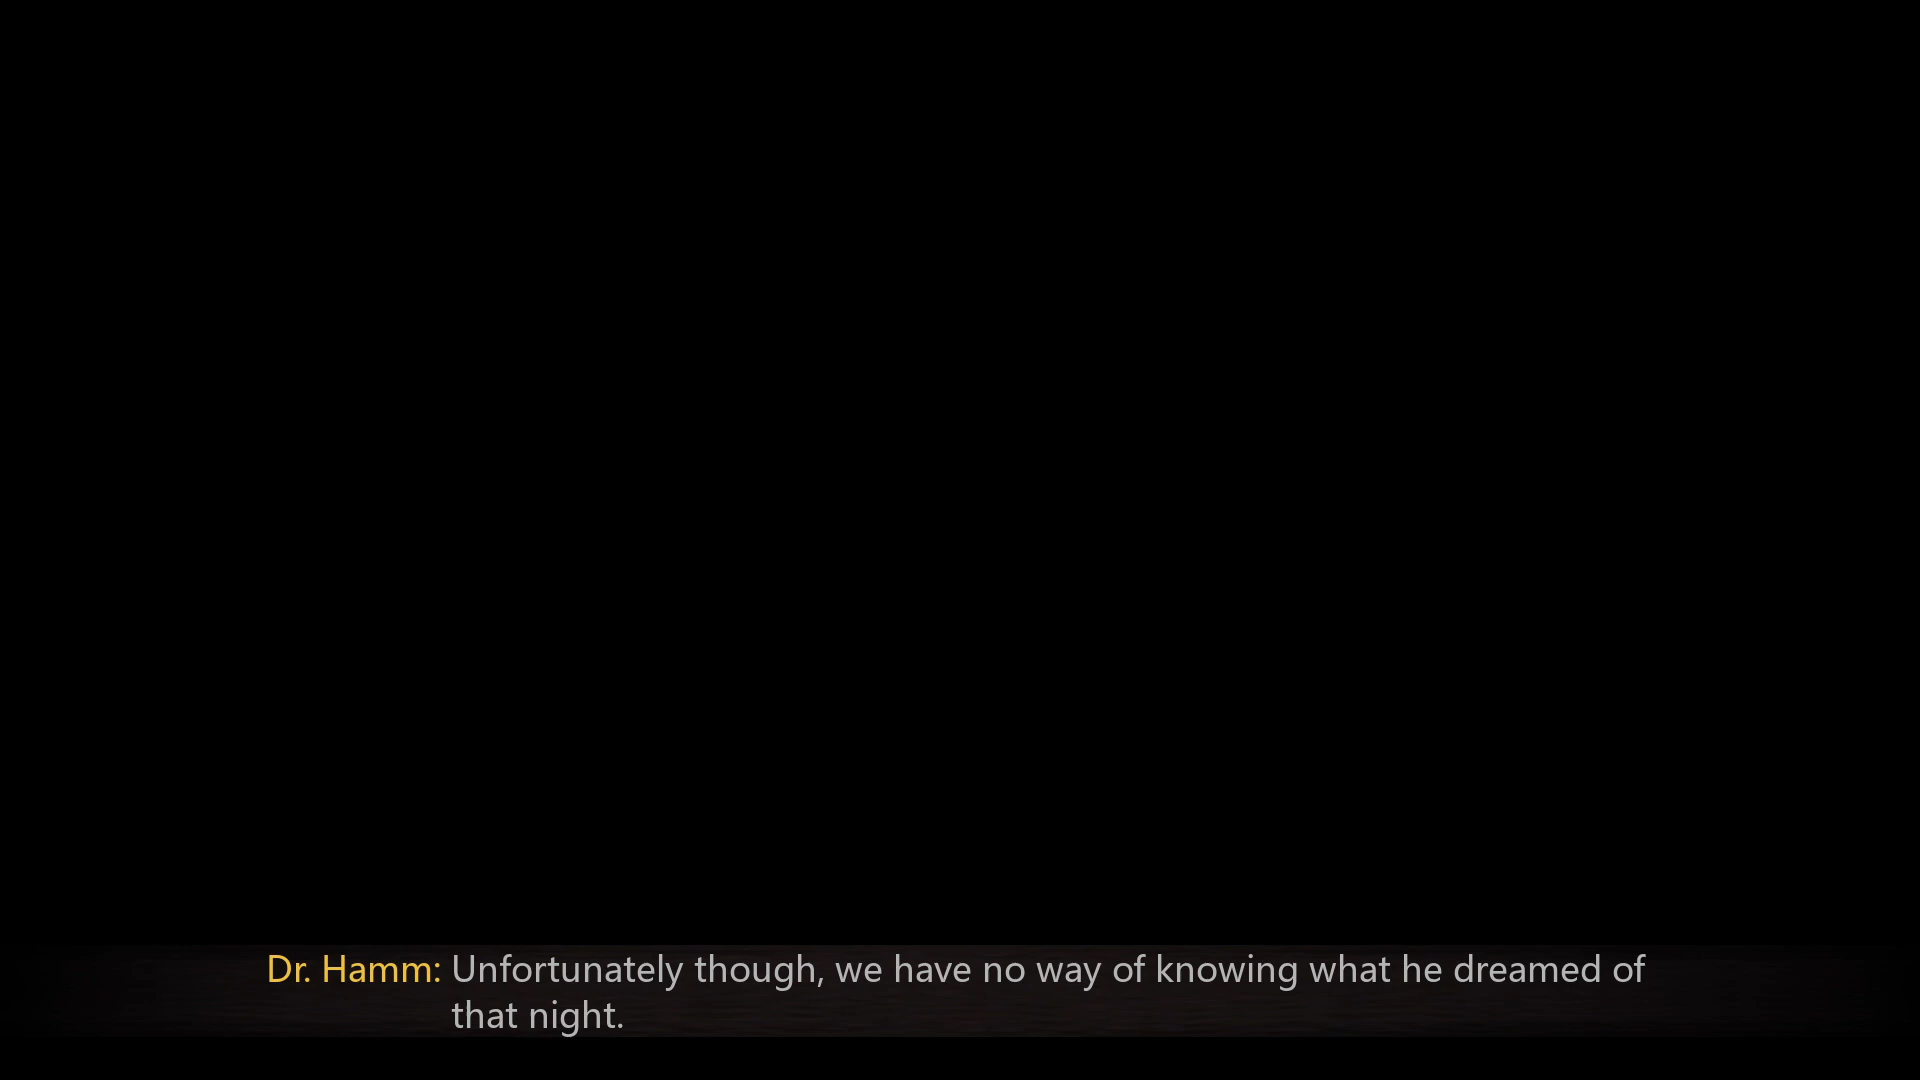 Dr. Hamm: Unfortunately though, we have no way of knowing what he dreamed of
that night.